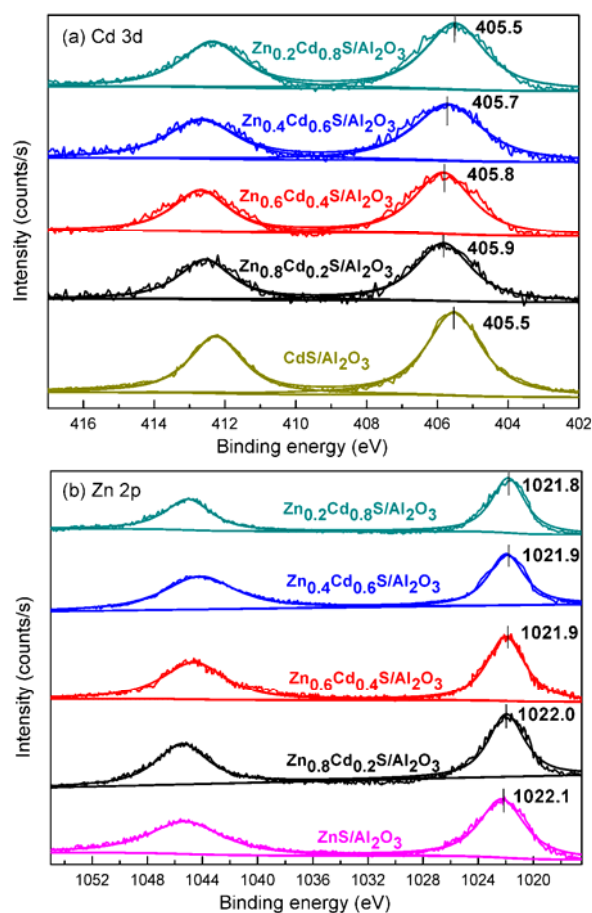 (a) Cd 3d
Zn0.2Cd0.8S/Al2O3
405.5
Zn0.4Cd0.6S/Al2O3
405.7
Zn0.6Cd0.4S/Al2O3
405.8
Zn0.8Cd0.2S/Al2O3
405.9
CdS/Al2O3
405.5
Intensity (counts/s)
416 414 412 410 408 406 404 402
Binding energy (eV)
(b) Zn 2p
Zn0.2Cd0.8S/Al2O3
1021.8
Zn0.4Cd0.6S/Al2O3
1021.9
Zn0.6Cd0.4S/Al2O3
1021.9
Zn0.8Cd0.2S/Al2O3
1022.0
ZnS/Al2O3
1022.1
Intensity (counts/s)
1052 1048 1044 1040 1036 1032 1028 1024 1020
Binding energy (eV)